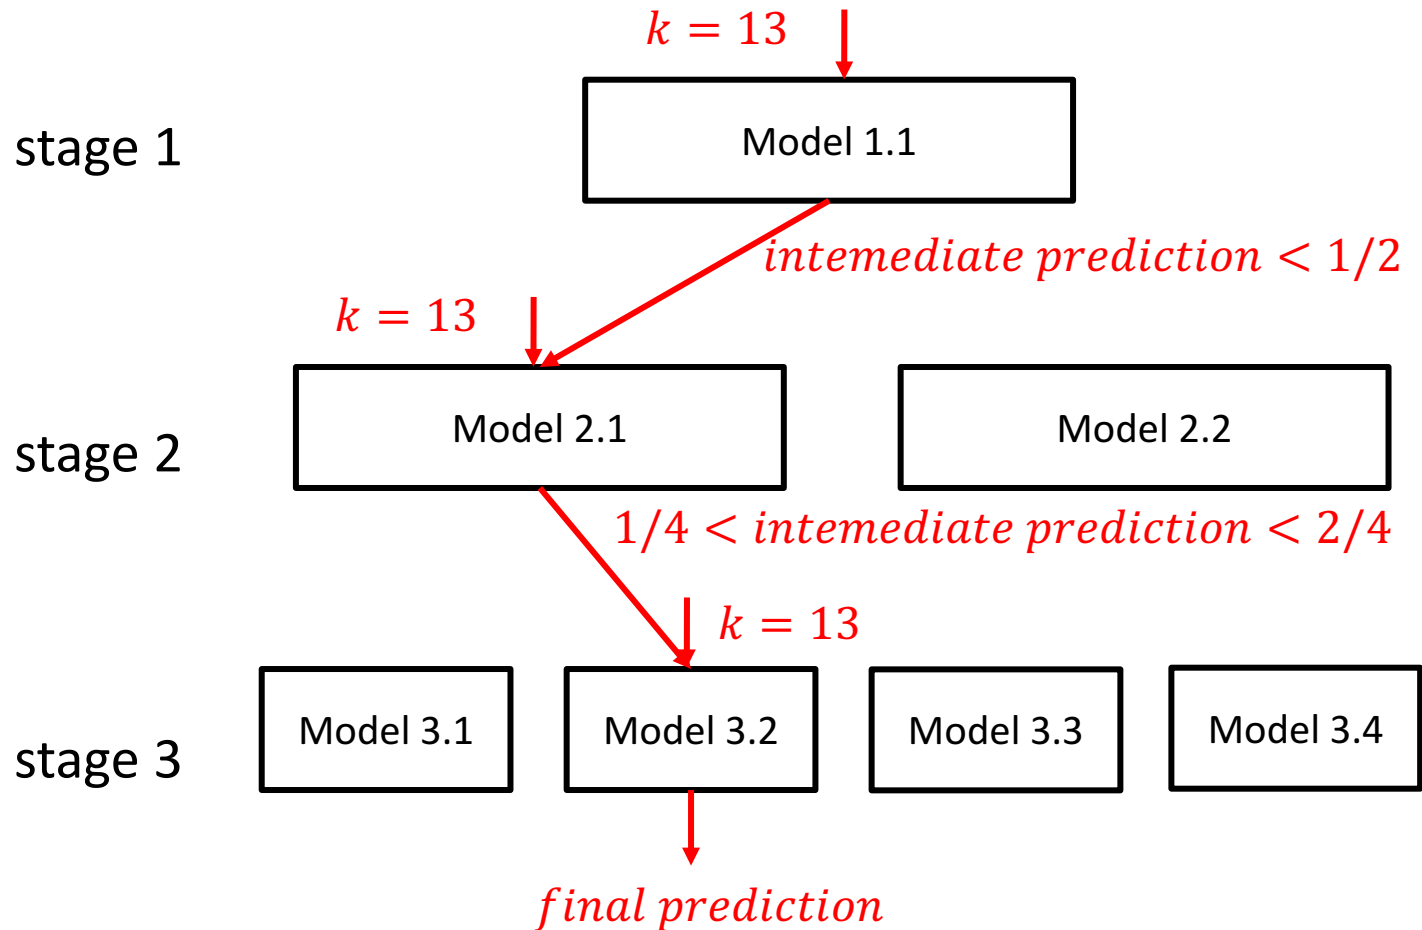 k = 13
stage 1
Model 1.1
intemediate prediction < 1/2
k = 13
stage 2
Model 2.1
Model 2.2
1/4 < intemediate prediction < 2/4
k = 13
stage 3
Model 3.1
Model 3.2
Model 3.3
Model 3.4
final prediction